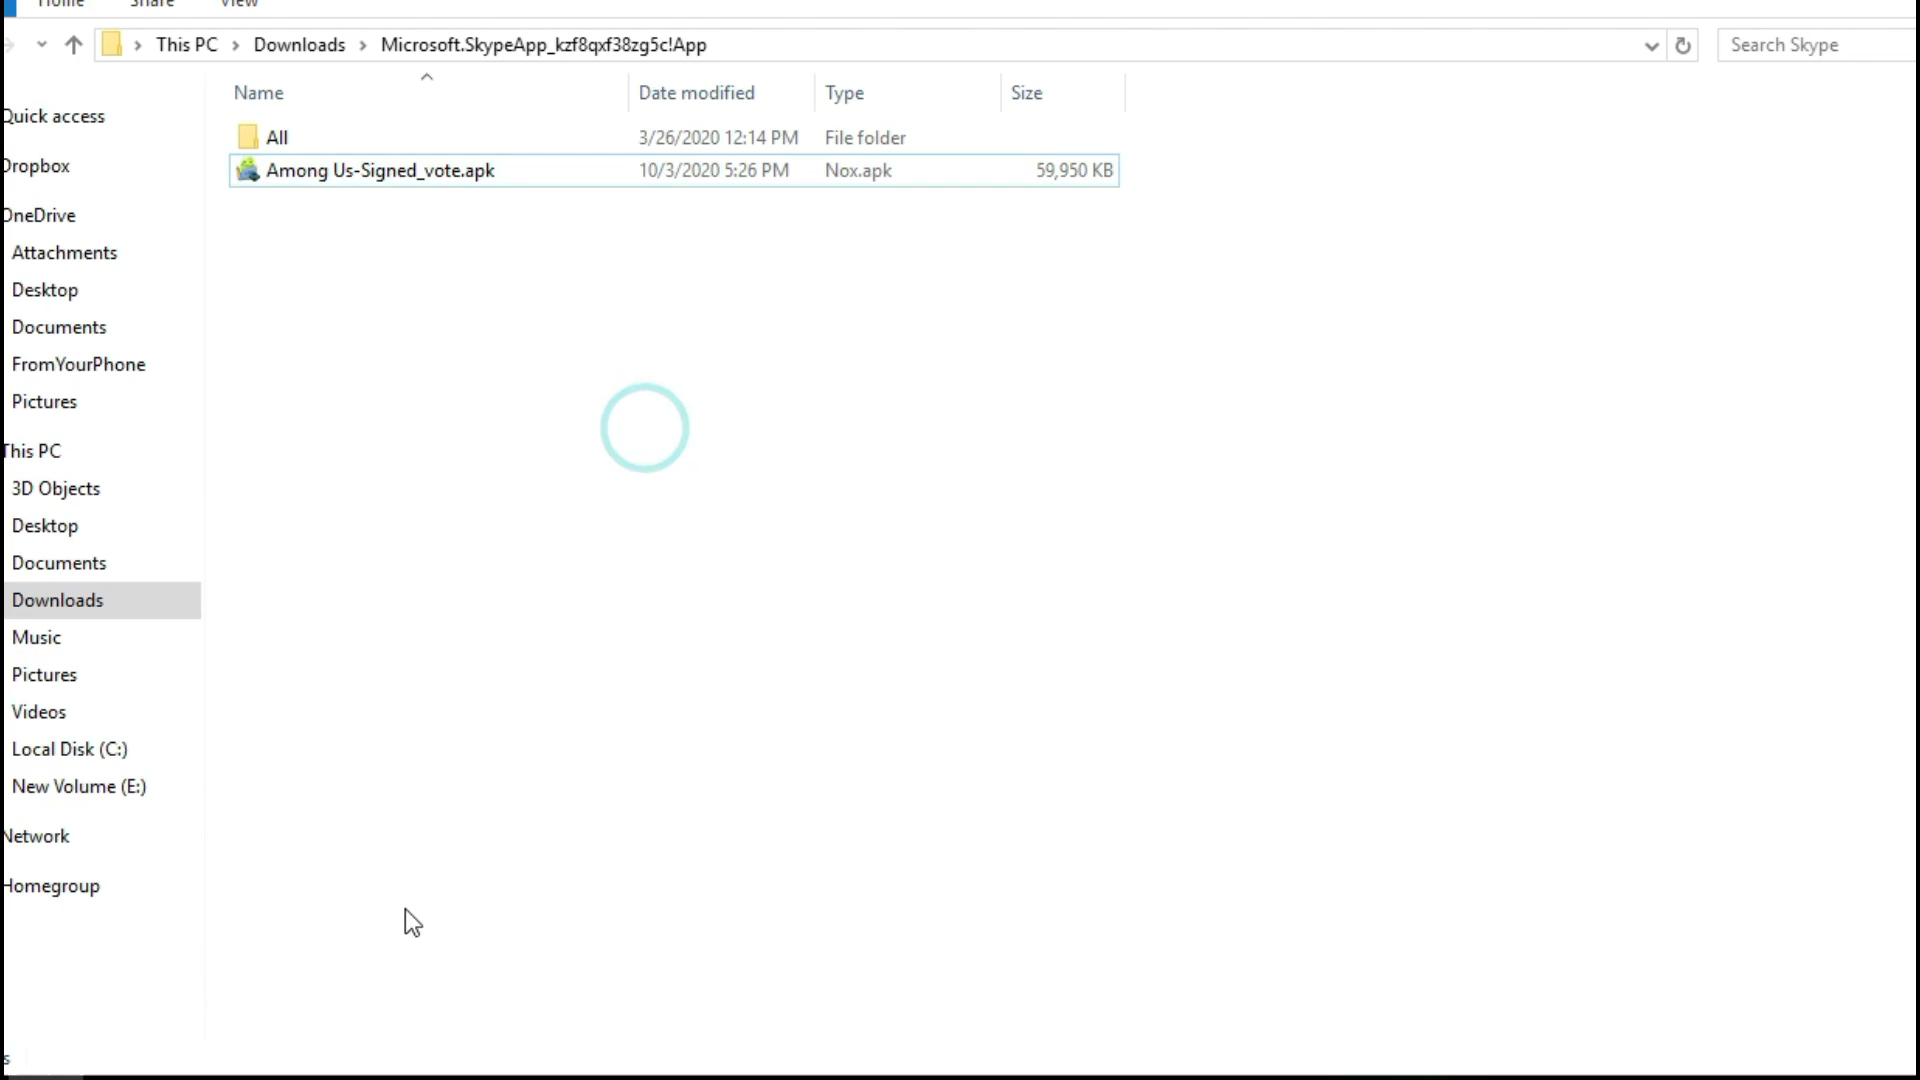 Home Share View
This PC > Downloads > Microsoft.SkypeApp_kzf8qxf38zg5c!App
Search Skype
Name Date modified Type Size
All 3/26/2020 12:14 PM File folder
Among Us-Signed_vote.apk 10/3/2020 5:26 PM Nox.apk 59,950 KB
Quick access
Dropbox
OneDrive
Attachments
Desktop
Documents
FromYourPhone
Pictures
This PC
3D Objects
Desktop
Documents
Downloads
Music
Pictures
Videos
Local Disk (C:)
New Volume (E:)
Network
Homegroup
s